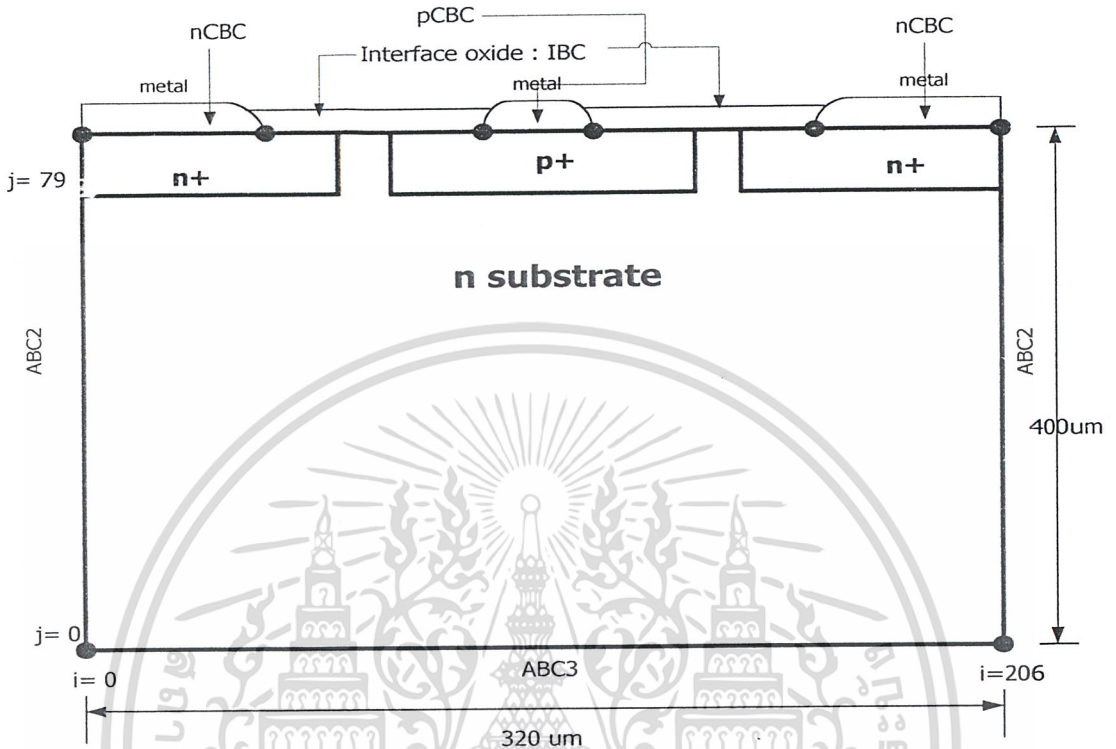 pCBC
nCBC
nCBC
Interface oxide : IBC
metal
metal
metal
j= 79
n+
p+
n+
n substrate
ABC2
ABC2
400um
j= 0
ABC3
i= 0
i=206
320 um